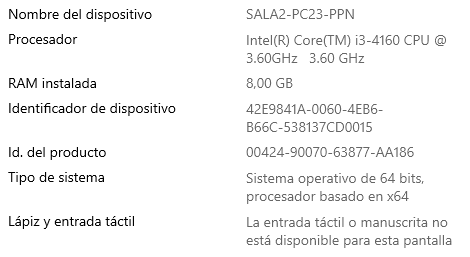 Nombre del dispositivo SALA2-PC23-PPN
Procesador Intel(R) Core(TM) i3-4160 CPU @
3.60GHz 3.60 GHz
RAM instalada 8,00 GB
Identificador de dispositivo 42E9841A-0060-4EB6-
B66C-538137CD0015
Id. del producto 00424-90070-63877-AA186
Tipo de sistema Sistema operativo de 64 bits,
procesador basado en x64
Lápiz y entrada táctil La entrada táctil o manuscrita no
está disponible para esta pantalla